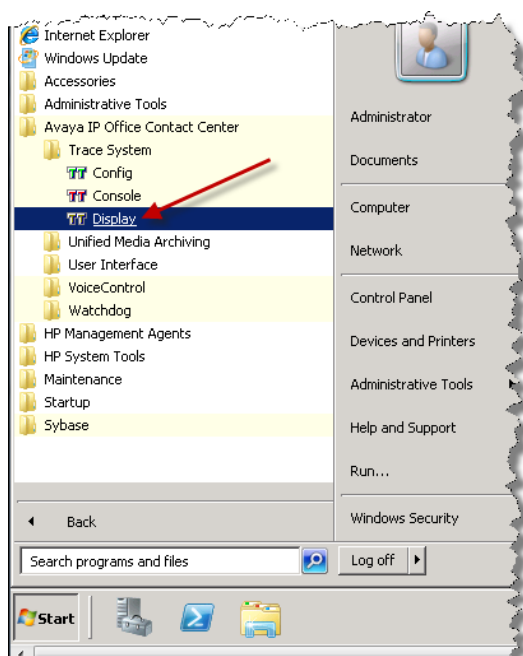 Internet Explorer
Windows Update
Accessories
Administrative Tools
Avaya IP Office Contact Center
Trace System
Config
Console
Display
Unified Media Archiving
User Interface
VoiceControl
Watchdog
HP Management Agents
HP System Tools
Maintenance
Startup
Sybase
Back
Search programs and files
Administrator
Documents
Computer
Network
Control Panel
Devices and Printers
Administrative Tools
Help and Support
Run...
Windows Security
Log off
Start